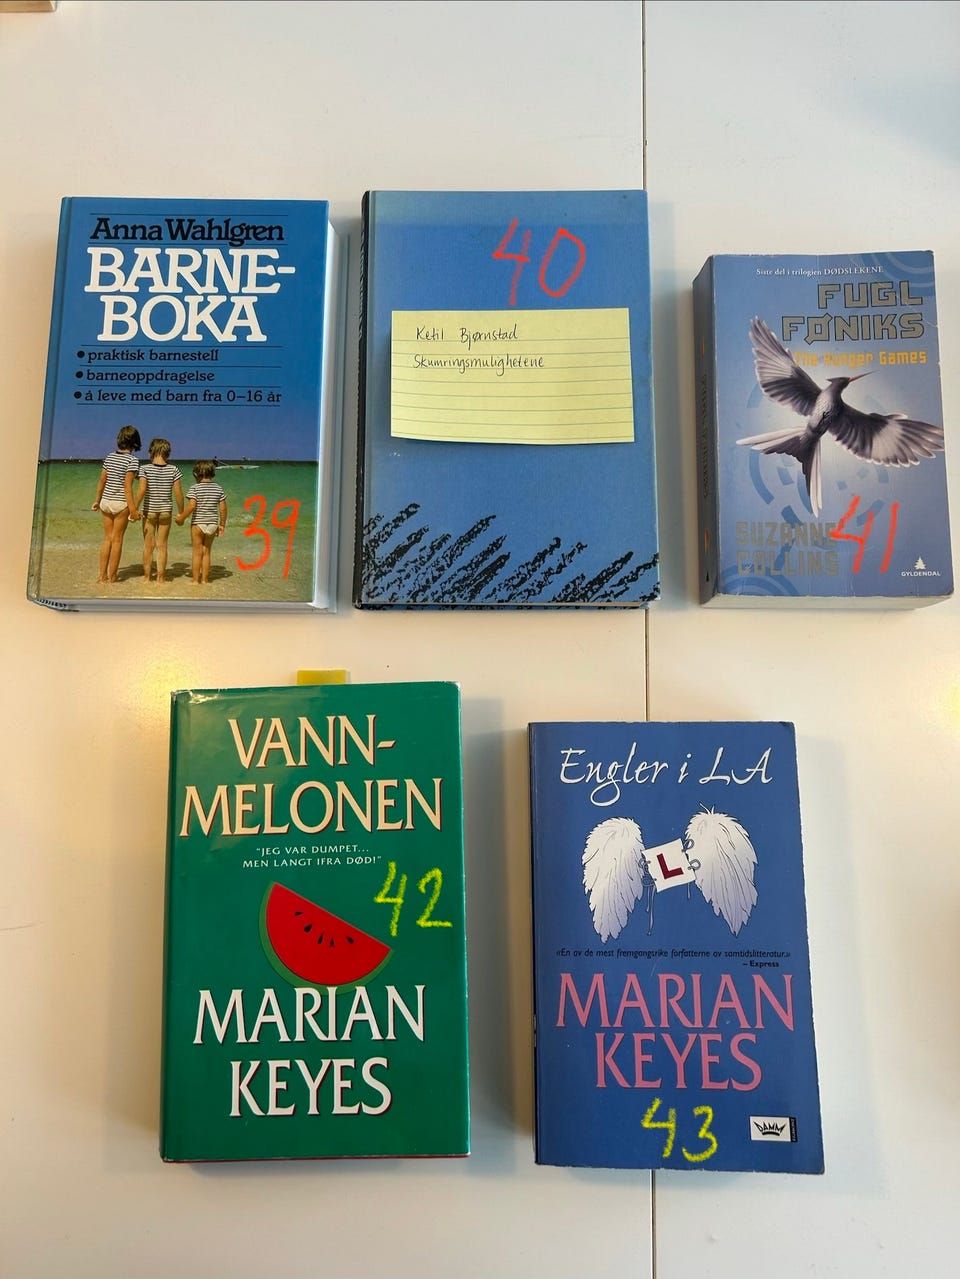 Anna Wahlgren
BARNE-
BOKA
• praktisk barnestell
• barneoppdragelse
• å leve med barn fra 0–16 år
39
40
Ketil Bjørnstad
Skumringsmulighetene
Siste del i trilogien DØDSLEKENE
FUGL
FØNIKS
The Hunger Games
SUZANNE
COLLINS
41
GYLDENDAL
VANN-
MELONEN
"JEG VAR DUMPET...
MEN LANGT IFRA DØD!"
42
MARIAN
KEYES
Engler i LA
L
«En av de mest fremgangsrike forfatterne av samtidslitteratur.»
– Express
MARIAN
KEYES
43
DAMM